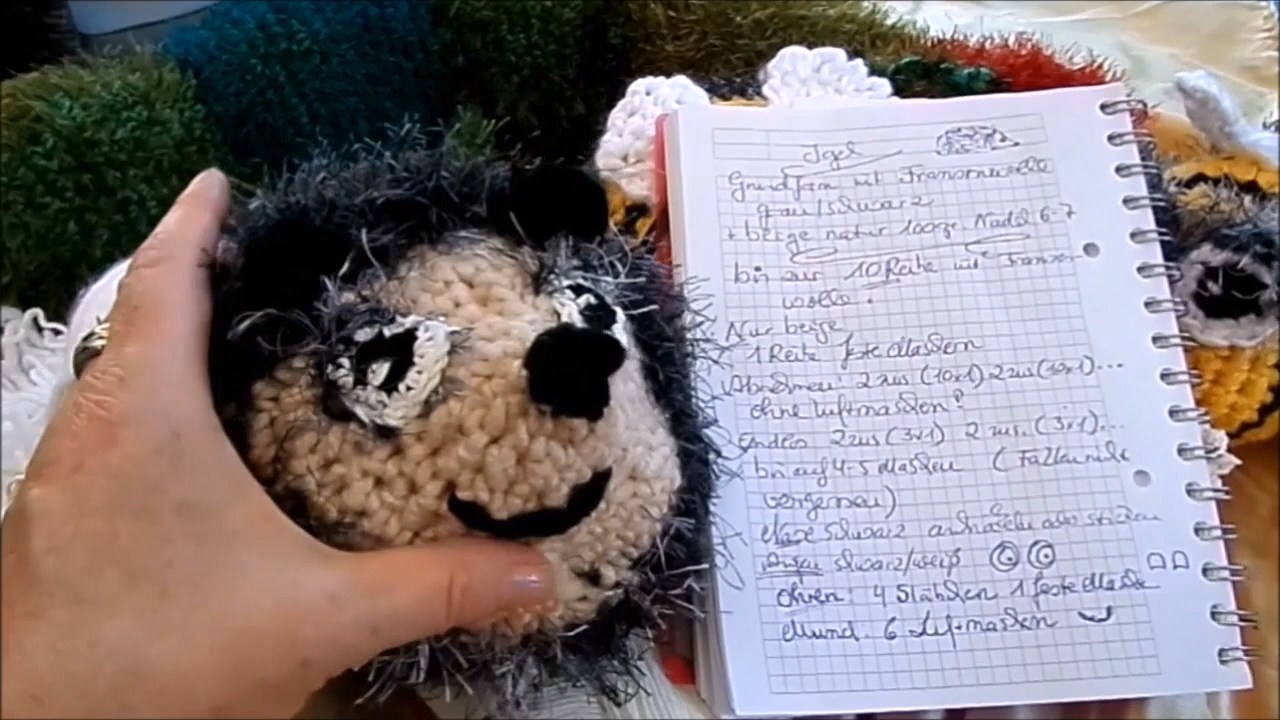 Igel
Grundform mit Fransenwolle
grau/schwarz
+ beige natur 100gr. Nadel 6-7
bis zur 10 Reihe mit Fransen-
wolle.
Nur beige
1 Reihe feste Maschen
Abnehmen: 2 zus (10x1) 2 zus (10x1)...
ohne Luftmaschen!
Endlos 2 zus (3x1) 2 zus. (3x1)...
bis auf 4-5 Maschen (Füllen nicht
vergessen)
Nase schwarz anhäkeln oder sticken
Augen schwarz/weiß
Ohren: 4 Stäbchen 1 feste Masche
Mund: 6 Luftmaschen